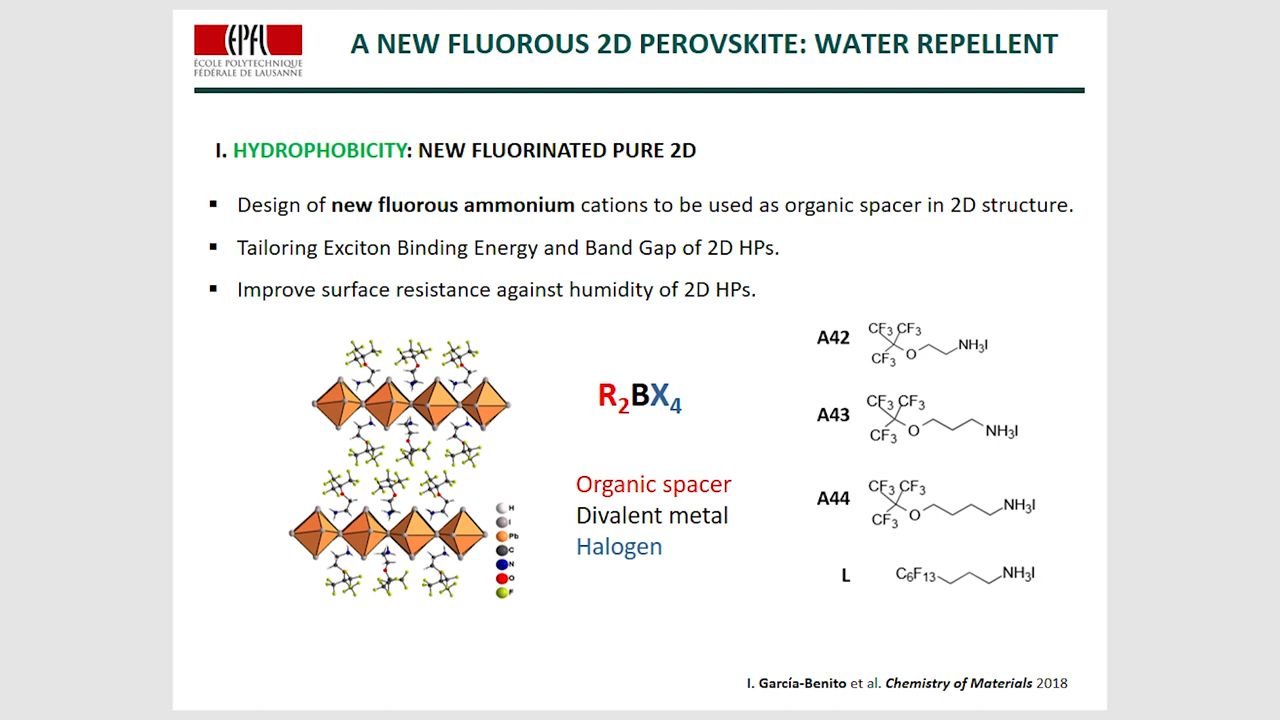 EPFL
ÉCOLE POLYTECHNIQUE
FÉDÉRALE DE LAUSANNE
A NEW FLUOROUS 2D PEROVSKITE: WATER REPELLENT
I. HYDROPHOBICITY: NEW FLUORINATED PURE 2D
▪ Design of new fluorous ammonium cations to be used as organic spacer in 2D structure.
▪ Tailoring Exciton Binding Energy and Band Gap of 2D HPs.
▪ Improve surface resistance against humidity of 2D HPs.
R2BX4
Organic spacer
Divalent metal
Halogen
H
I
Pb
C
N
O
F
A42
CF3 CF3
CF3 O NH3I
A43
CF3 CF3
CF3 O NH3I
A44
CF3 CF3
CF3 O NH3I
L
C6F13 NH3I
I. García-Benito et al. Chemistry of Materials 2018